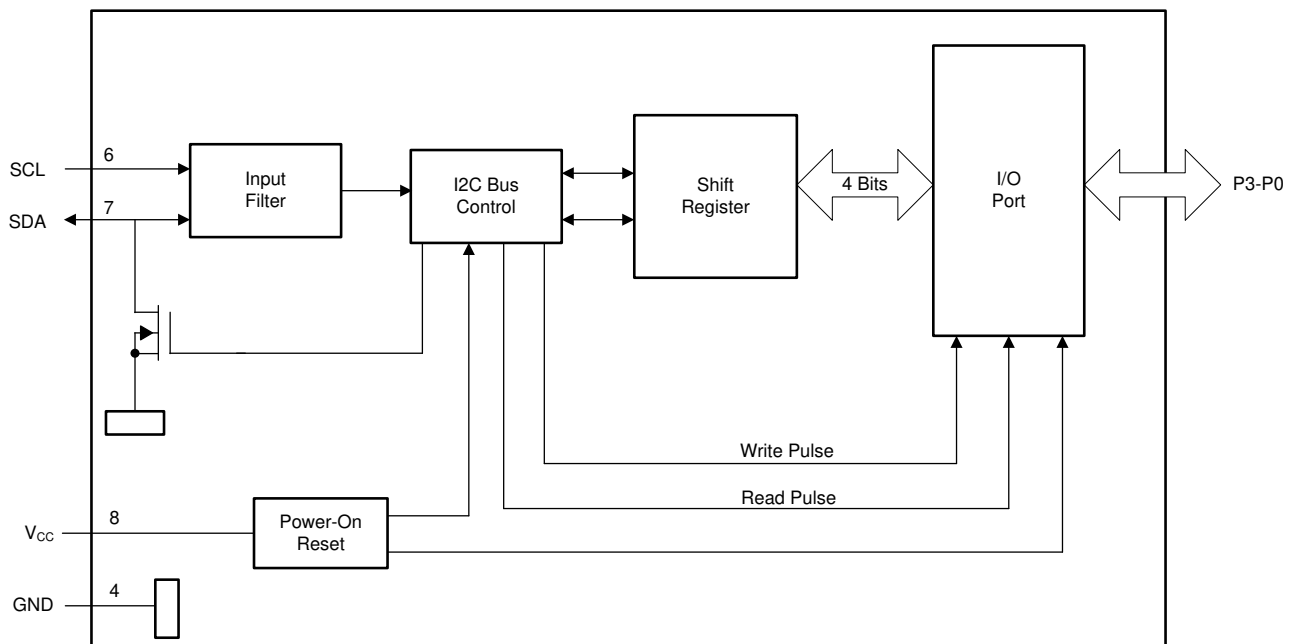 SCL
6
SDA
7
Input
Filter
I2C Bus
Control
Shift
Register
4 Bits
I/O
Port
P3-P0
Write Pulse
Read Pulse
VCC
8
Power-On
Reset
GND
4